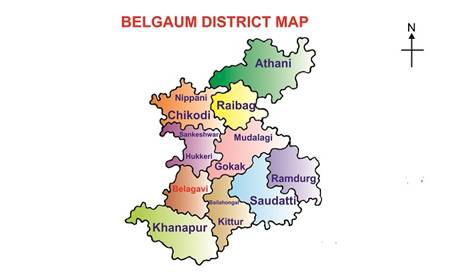 BELGAUM DISTRICT MAP
N
Athani
Nippani
Raibag
Chikodi
Sankeshwar
Mudalagi
Hukkeri
Gokak
Ramdurg
Belagavi
Bailahongal
Saudatti
Kittur
Khanapur